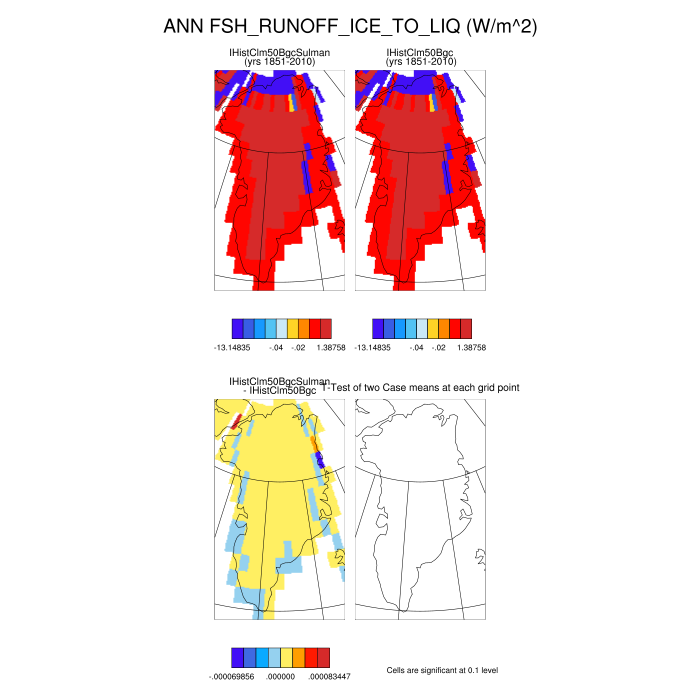 ANN FSH_RUNOFF_ICE_TO_LIQ (W/m^2)
IHistClm50BgcSulman
(yrs 1851-2010)
IHistClm50Bgc
(yrs 1851-2010)
-13.14835 -.04 -.02 1.38758
-13.14835 -.04 -.02 1.38758
IHistClm50BgcSulman
- IHistClm50Bgc
T-Test of two Case means at each grid point
-.000069856 .000000 .000083447
Cells are significant at 0.1 level